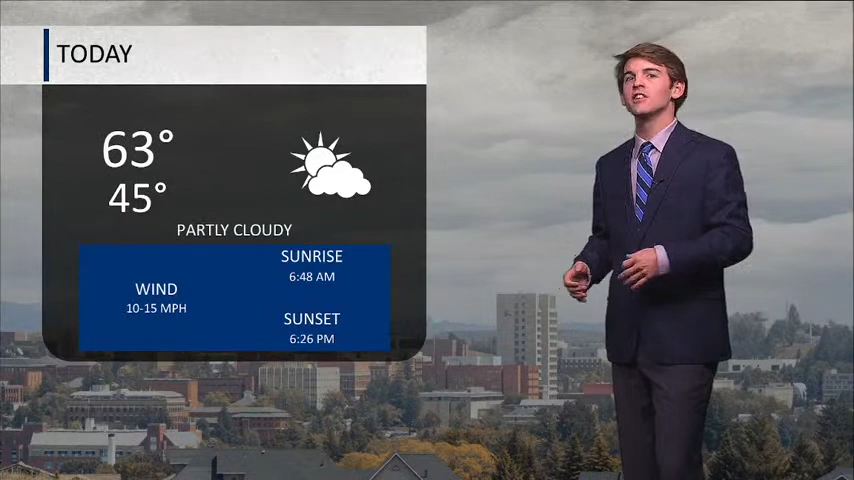 TODAY
63°
45°
PARTLY CLOUDY
WIND
10-15 MPH
SUNRISE
6:48 AM
SUNSET
6:26 PM